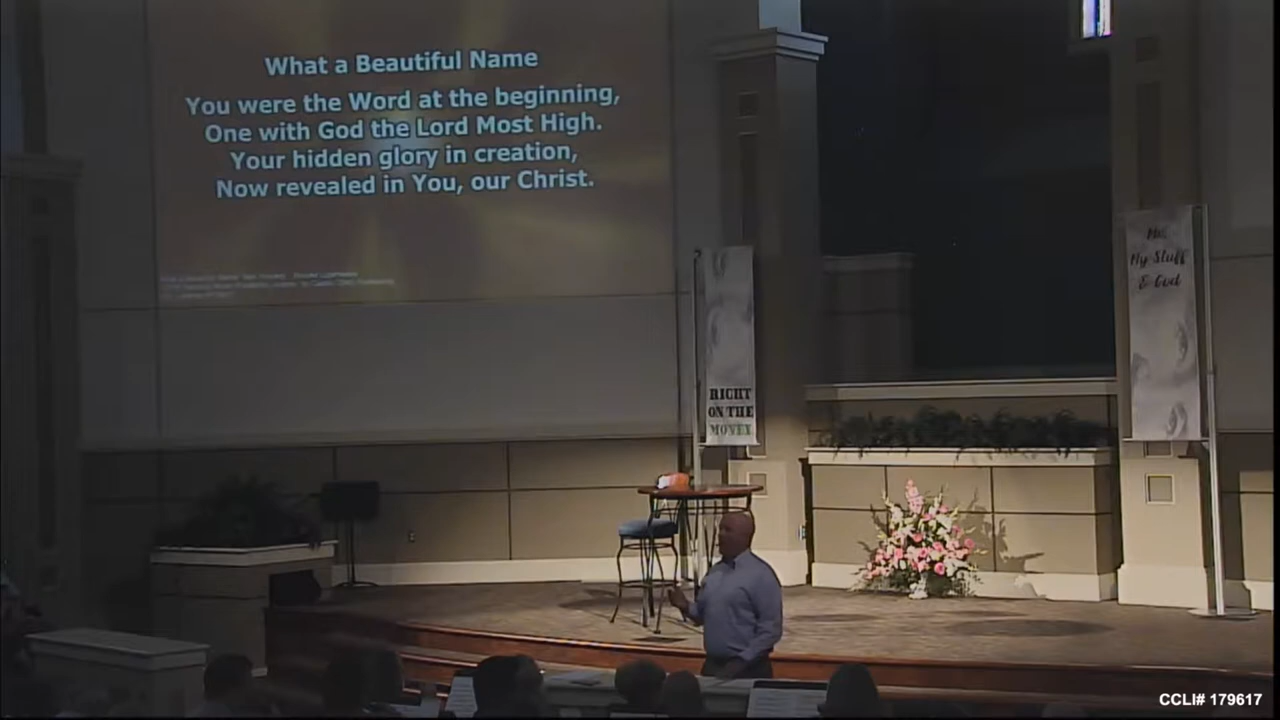 What a Beautiful Name
You were the Word at the beginning,
One with God the Lord Most High.
Your hidden glory in creation,
Now revealed in You, our Christ.
RIGHT
ON THE
MONEY
Me,
My Stuff
& God
CCLI# 179617